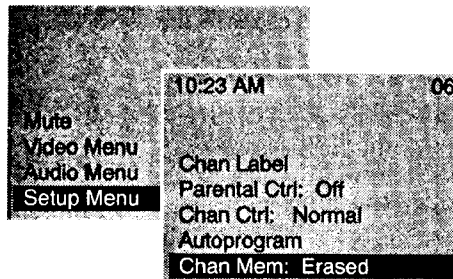 Mute
Video Menu
Audio Menu
Setup Menu
10:23 AM 06
Chan Label
Parental Ctrl: Off
Chan Ctrl: Normal
Autoprogram
Chan Mem: Erased